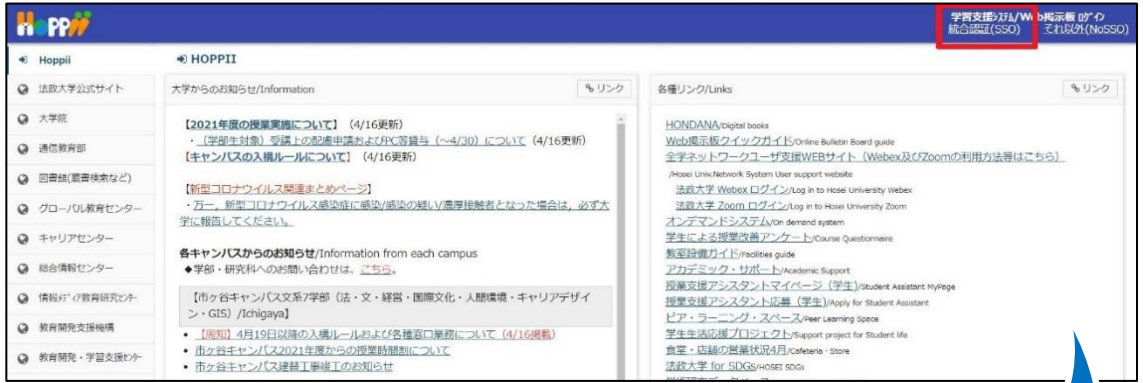 HOPPii
学習支援システム/Web掲示板 ログイン
統合認証(SSO) それ以外(NoSSO)
Hoppii
法政大学公式サイト
大学院
通信教育部
図書館(蔵書検索など)
グローバル教育センター
キャリアセンター
総合情報センター
情報メディア教育研究センター
教育開発支援機構
教育開発・学習支援センター
HOPPII
大学からのお知らせ/Information
リンク
【2021年度の授業実施について】（4/16更新）
・（学部生対象）受講上の配慮申請およびPC等貸与（～4/30）について（4/16更新）
【キャンパスの入構ルールについて】（4/16更新）
【新型コロナウイルス関連まとめページ】
・万一，新型コロナウイルス感染症に感染/感染の疑い/濃厚接触者となった場合は，必ず大
学に報告してください。
各キャンパスからのお知らせ/Information from each campus
◆学部・研究科へのお問い合わせは、こちら。
【市ヶ谷キャンパス文系7学部（法・文・経営・国際文化・人間環境・キャリアデザイ
ン・GIS）/Ichigaya】
• 【周知】4月19日以降の入構ルールおよび各種窓口業務について（4/16掲載）
• 市ヶ谷キャンパス2021年度からの授業時間割について
• 市ヶ谷キャンパス建替工事竣工のお知らせ
各種リンク/Links
リンク
HONDANA/Digital books
Web掲示板クイックガイド/Online Bulletin Board guide
全学ネットワークユーザ支援WEBサイト（Webex及びZoomの利用方法等はこちら）
/Hosei Univ.Network System User support website
法政大学 Webex ログイン/Log in to Hosei University Webex
法政大学 Zoom ログイン/Log in to Hosei University Zoom
オンデマンドシステム/On demand system
学生による授業改善アンケート/Course Questionnaire
教室設備ガイド/Facilities guide
アカデミック・サポート/Academic Support
授業支援アシスタントマイページ（学生）/Student Assistant MyPage
授業支援アシスタント応募（学生）/Apply for Student Assistant
ピア・ラーニング・スペース/Peer Learning Space
学生生活応援プロジェクト/Support project for Student life
食堂・店舗の営業状況4月/Cafeteria・Store
法政大学 for SDGs/HOSEI SDGs